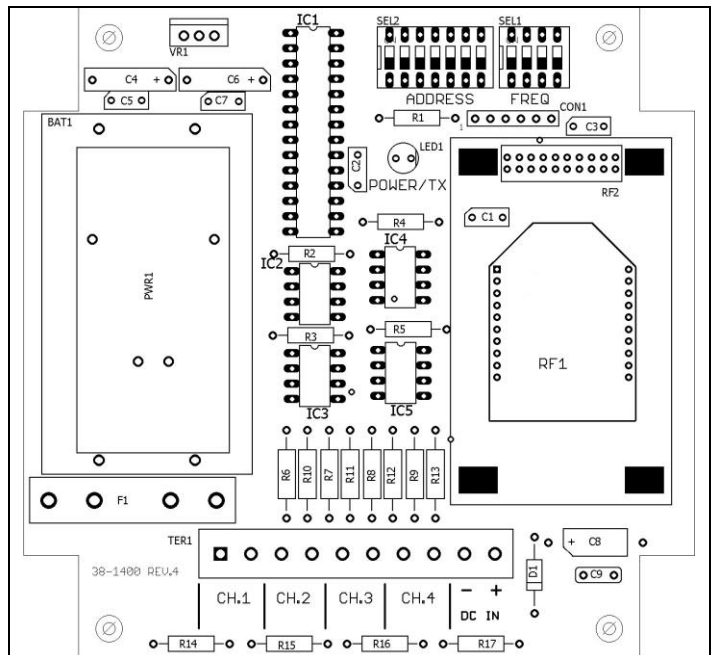 IC1
SEL2
SEL1
VR1
C4 +
C6 +
C5
C7
ADDRESS
FREQ
CON1
BAT1
R1
1
C3
LED1
C2
POWER/TX
RF2
C1
R4
IC4
R2
IC2
PWR1
R5
R3
RF1
IC3
IC5
R6
R10
R7
R11
R8
R12
R9
R13
F1
TER1
+ C8
38-1400 REV.4
D1
C9
CH.1
CH.2
CH.3
CH.4
- +
DC IN
R14
R15
R16
R17